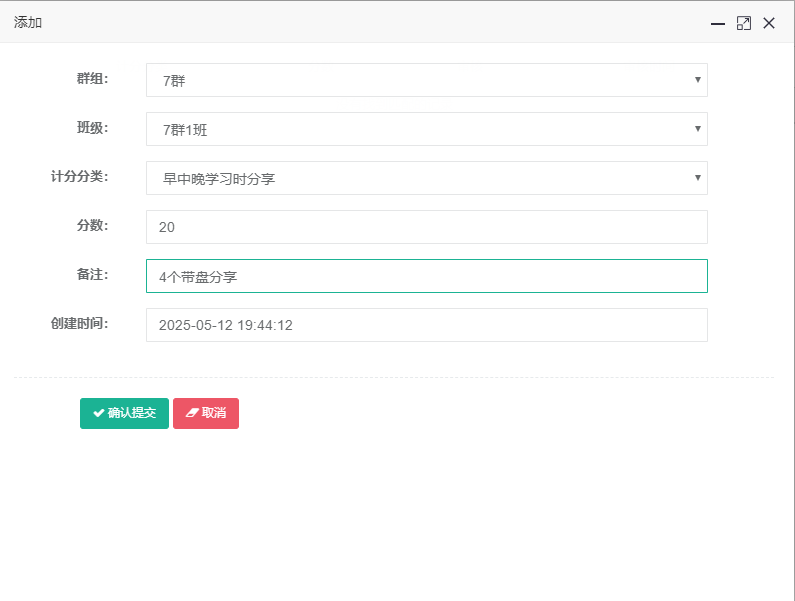 添加
群组： 7群
班级： 7群1班
计分分类： 早中晚学习时分享
分数： 20
备注： 4个带盘分享
创建时间： 2025-05-12 19:44:12
确认提交 取消